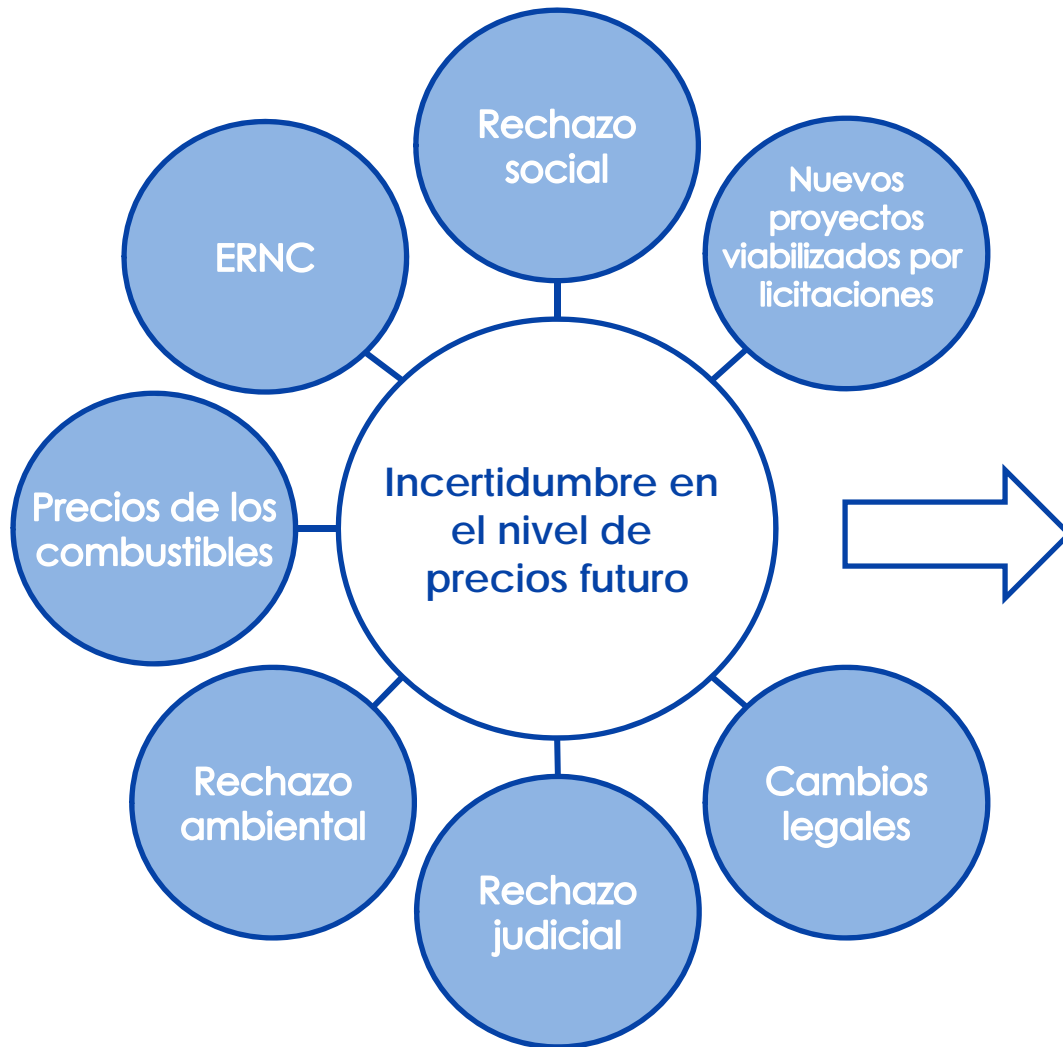 Rechazo
social
Nuevos
proyectos
viabilizados por
licitaciones
ERNC
Incertidumbre en
el nivel de
precios futuro
Precios de los
combustibles
Rechazo
ambiental
Cambios
legales
Rechazo
judicial